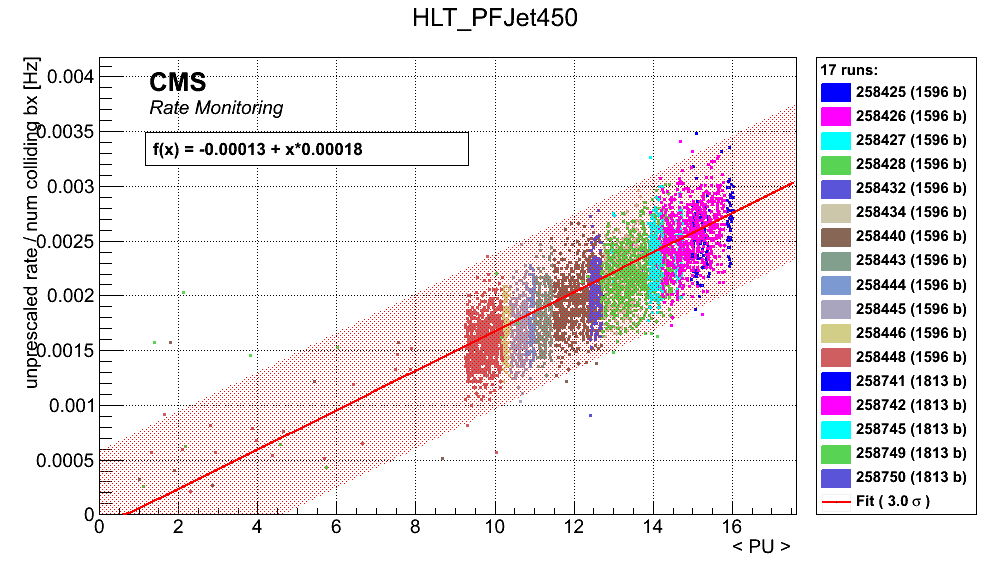 HLT_PFJet450
unprescaled rate / num colliding bx [Hz]
0.004
0.0035
0.003
0.0025
0.002
0.0015
0.001
0.0005
0
CMS
Rate Monitoring
f(x) = -0.00013 + x*0.00018
0 2 4 6 8 10 12 14 16
< PU >
17 runs:
258425 (1596 b)
258426 (1596 b)
258427 (1596 b)
258428 (1596 b)
258432 (1596 b)
258434 (1596 b)
258440 (1596 b)
258443 (1596 b)
258444 (1596 b)
258445 (1596 b)
258446 (1596 b)
258448 (1596 b)
258741 (1813 b)
258742 (1813 b)
258745 (1813 b)
258749 (1813 b)
258750 (1813 b)
Fit ( 3.0 σ )